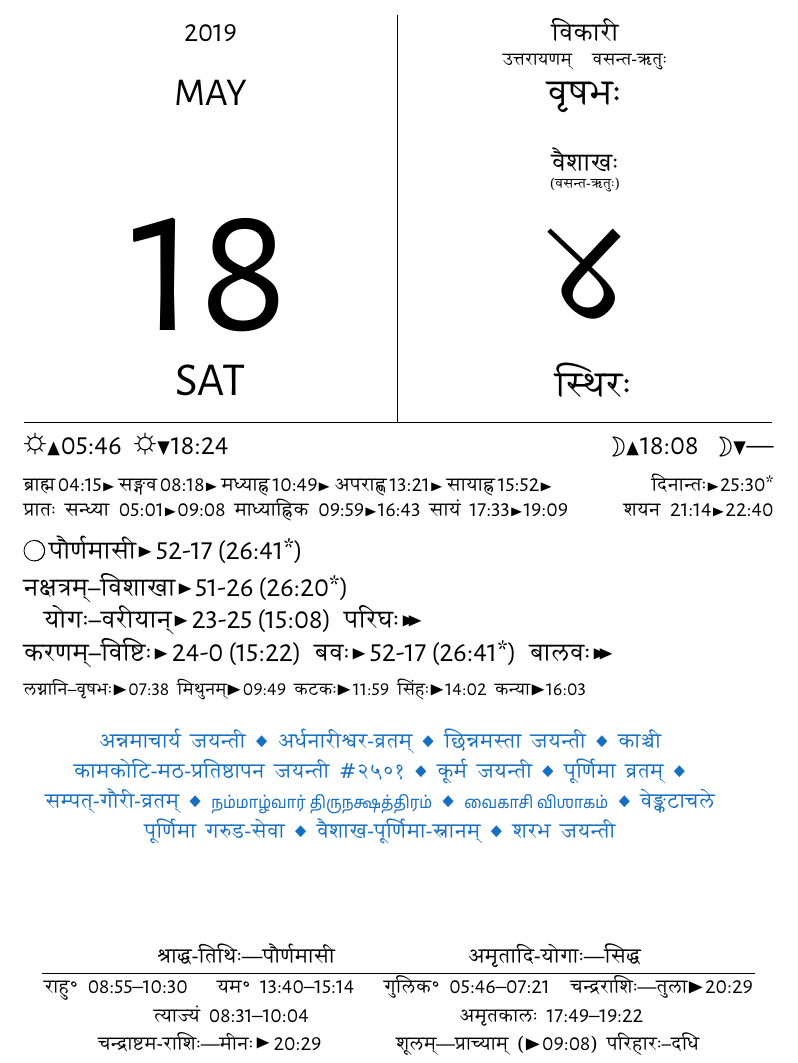 2019
MAY
18
SAT
विकारी
उत्तरायणम् वसन्त-ऋतुः
वृषभः
वैशाखः
(वसन्त-ऋतुः)
४
स्थिरः
☼▲05:46 ☼▼18:24 ☽▲18:08 ☽▼—
ब्राह्म 04:15► सङ्गव 08:18► मध्याह्न 10:49► अपराह्ण 13:21► सायाह्न 15:52► दिनान्तः►25:30*
प्रातः सन्ध्या 05:01►09:08 माध्याह्निक 09:59►16:43 सायं 17:33►19:09 शयन 21:14►22:40
◯पौर्णमासी►52-17 (26:41*)
नक्षत्रम्–विशाखा►51-26 (26:20*)
योगः–वरीयान्►23-25 (15:08) परिघः►►
करणम्–विष्टिः►24-0 (15:22) बवः►52-17 (26:41*) बालवः►►
लग्नानि–वृषभः►07:38 मिथुनम्►09:49 कटकः►11:59 सिंहः►14:02 कन्या►16:03
अन्नमाचार्य जयन्ती ◆ अर्धनारीश्वर-व्रतम् ◆ छिन्नमस्ता जयन्ती ◆ काञ्ची
कामकोटि-मठ-प्रतिष्ठापन जयन्ती #२५०१ ◆ कूर्म जयन्ती ◆ पूर्णिमा व्रतम् ◆
सम्पत्-गौरी-व्रतम् ◆ நம்மாழ்வார் திருநக்ஷத்திரம் ◆ வைகாசி விஶாகம் ◆ वेङ्कटाचले
पूर्णिमा गरुड-सेवा ◆ वैशाख-पूर्णिमा-स्नानम् ◆ शरभ जयन्ती
श्राद्ध-तिथिः—पौर्णमासी अमृतादि-योगाः—सिद्ध
राहु° 08:55–10:30 यम° 13:40–15:14 गुलिक° 05:46–07:21 चन्द्रराशिः—तुला►20:29
त्याज्यं 08:31–10:04 अमृतकालः 17:49–19:22
चन्द्राष्टम-राशिः—मीनः►20:29 शूलम्—प्राच्याम् (►09:08) परिहारः–दधि